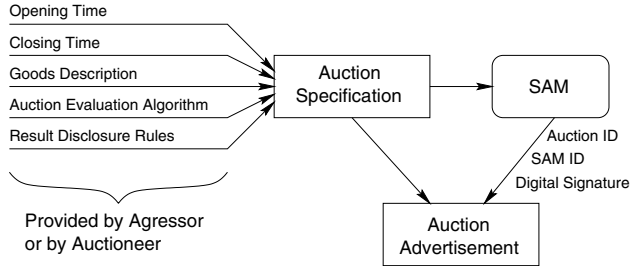 Opening Time
Closing Time
Goods Description
Auction Evaluation Algorithm
Result Disclosure Rules
Provided by Agressor
or by Auctioneer
Auction
Specification
SAM
Auction ID
SAM ID
Digital Signature
Auction
Advertisement